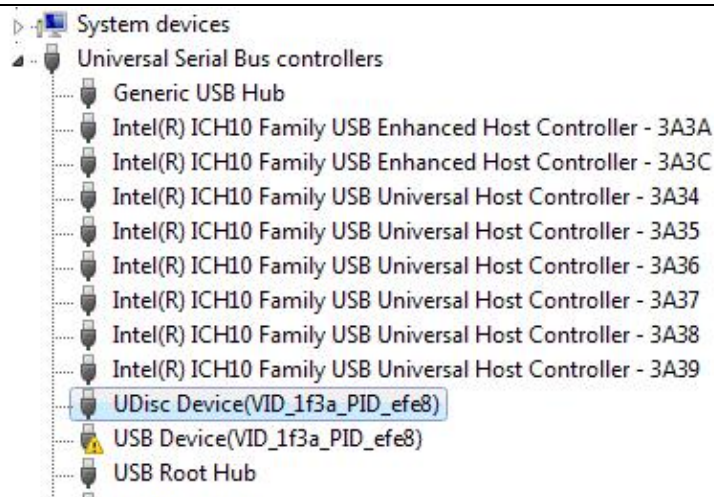 System devices
Universal Serial Bus controllers
Generic USB Hub
Intel(R) ICH10 Family USB Enhanced Host Controller - 3A3A
Intel(R) ICH10 Family USB Enhanced Host Controller - 3A3C
Intel(R) ICH10 Family USB Universal Host Controller - 3A34
Intel(R) ICH10 Family USB Universal Host Controller - 3A35
Intel(R) ICH10 Family USB Universal Host Controller - 3A36
Intel(R) ICH10 Family USB Universal Host Controller - 3A37
Intel(R) ICH10 Family USB Universal Host Controller - 3A38
Intel(R) ICH10 Family USB Universal Host Controller - 3A39
UDisc Device(VID_1f3a_PID_efe8)
USB Device(VID_1f3a_PID_efe8)
USB Root Hub